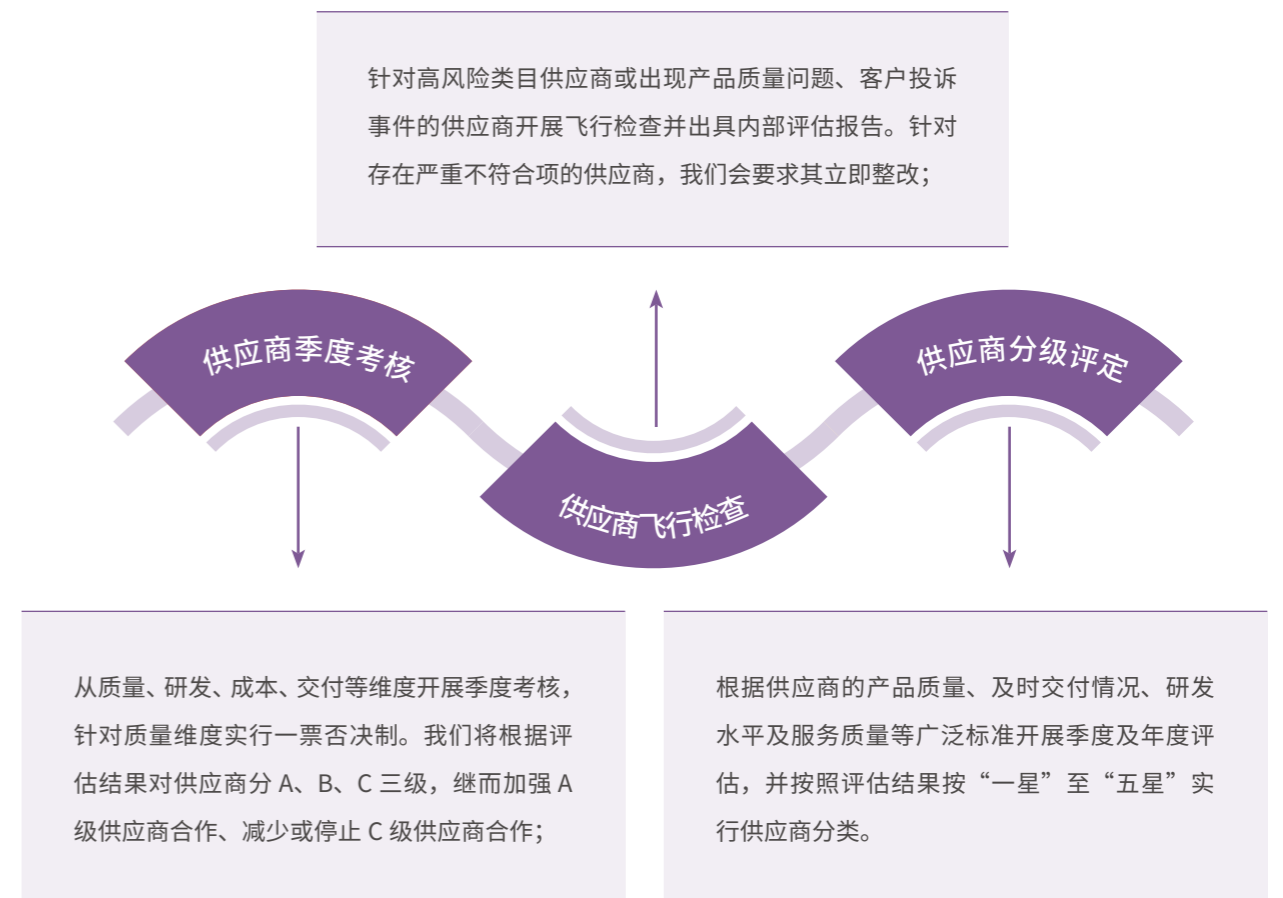 针对高风险类目供应商或出现产品质量问题、客户投诉
事件的供应商开展飞行检查并出具内部评估报告。针对
存在严重不符合项的供应商，我们会要求其立即整改；
供应商季度考核
供应商飞行检查
供应商分级评定
从质量、研发、成本、交付等维度开展季度考核，
针对质量维度实行一票否决制。我们将根据评
估结果对供应商分 A、B、C 三级，继而加强 A
级供应商合作、减少或停止 C 级供应商合作；
根据供应商的产品质量、及时交付情况、研发
水平及服务质量等广泛标准开展季度及年度评
估，并按照评估结果按“一星”至“五星”实
行供应商分类。